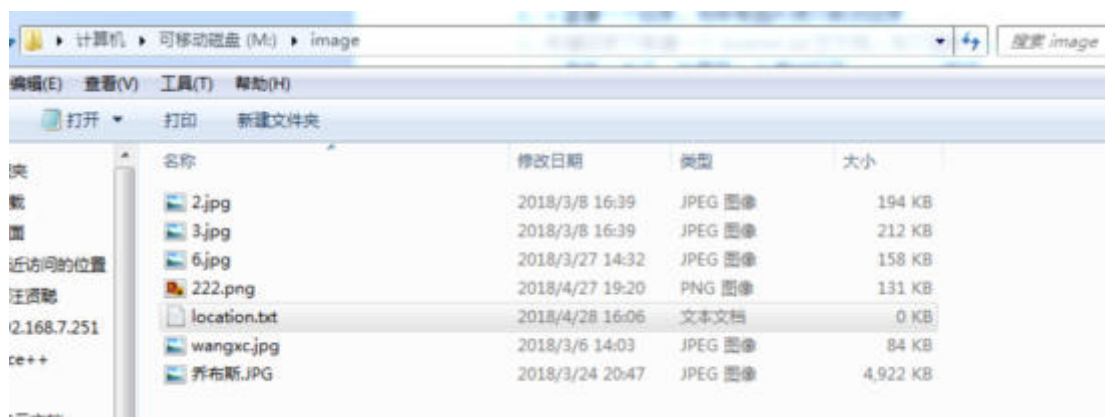 计算机 ▸ 可移动磁盘 (M:) ▸ image 搜索 image
编辑(E) 查看(V) 工具(T) 帮助(H)
打开 打印 新建文件夹
名称 修改日期 类型 大小
2.jpg 2018/3/8 16:39 JPEG 图像 194 KB
3.jpg 2018/3/8 16:39 JPEG 图像 212 KB
6.jpg 2018/3/27 14:32 JPEG 图像 158 KB
近访问的位置
222.png 2018/4/27 19:20 PNG 图像 131 KB
汪贤聪
location.txt 2018/4/28 16:06 文本文档 0 KB
2.168.7.251
wangxc.jpg 2018/3/6 14:03 JPEG 图像 84 KB
ce++
乔布斯.JPG 2018/3/24 20:47 JPEG 图像 4,922 KB